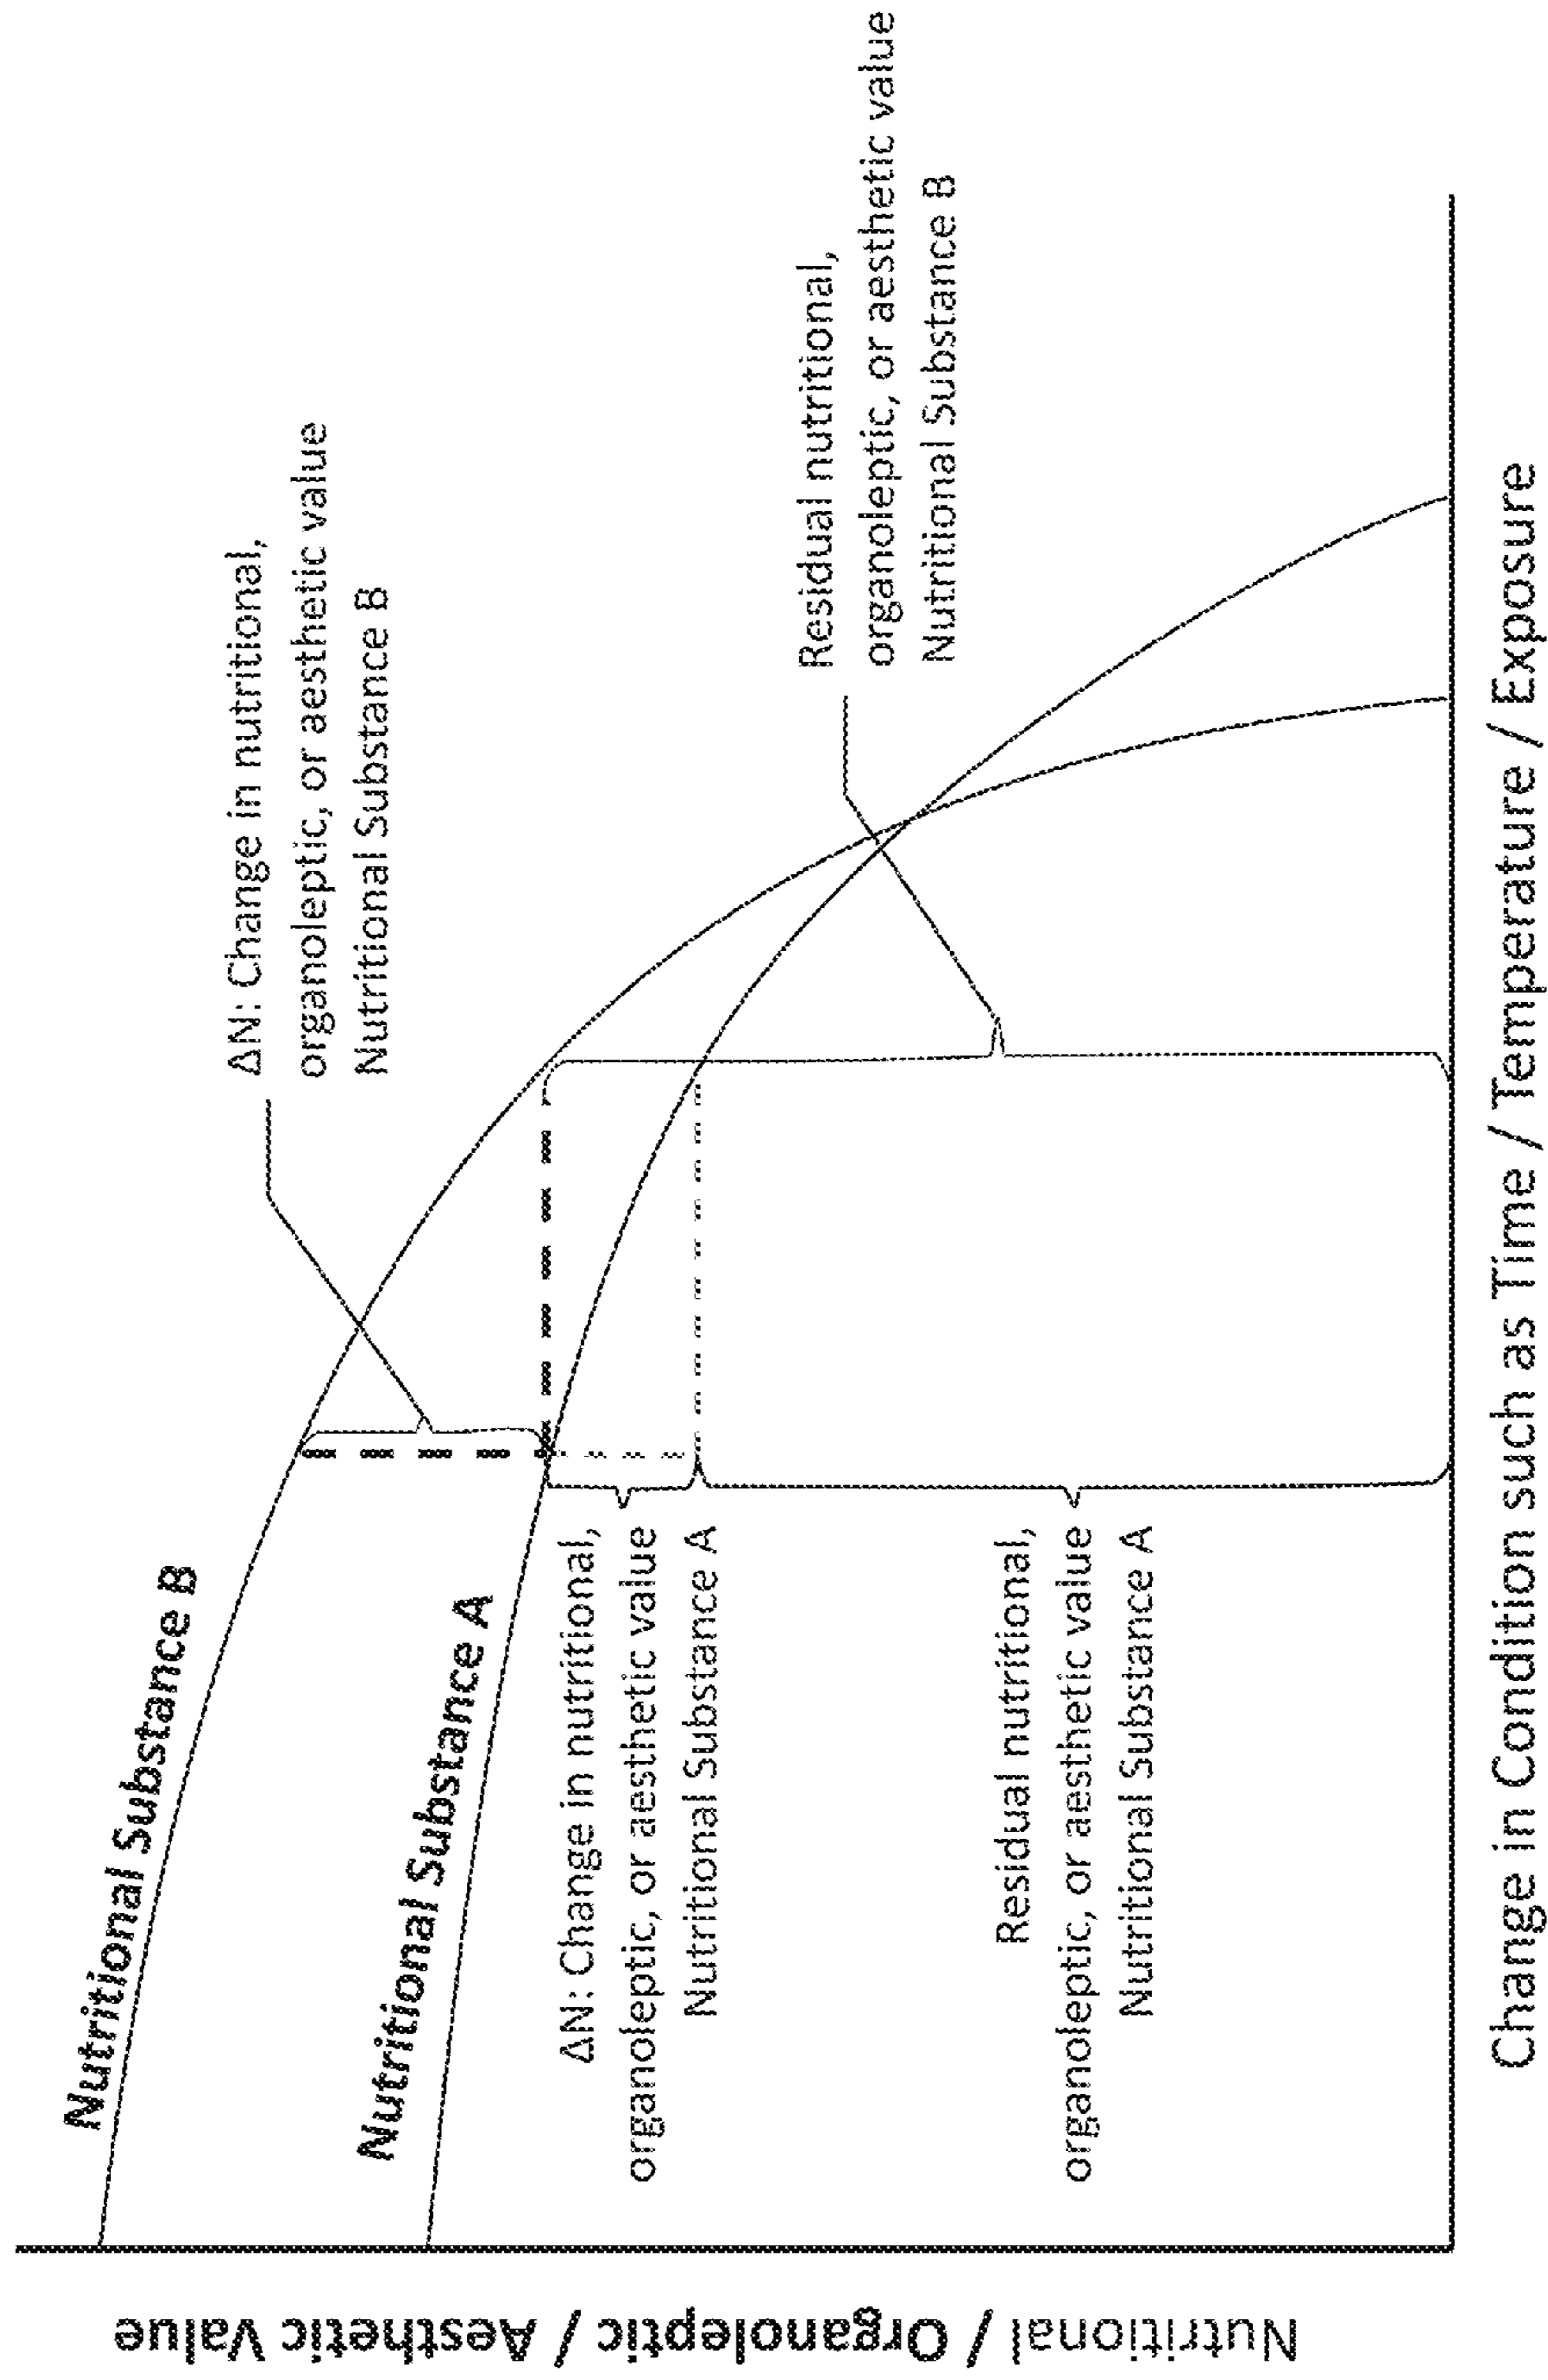 Nutritional / Organoleptic / Aesthetic Value
Nutritional Substance B
Nutritional Substance A
ΔN: Change in nutritional,
organoleptic, or aesthetic value
Nutritional Substance B
ΔN: Change in nutritional,
organoleptic, or aesthetic value
Nutritional Substance A
Residual nutritional,
organoleptic, or aesthetic value
Nutritional Substance B
Residual nutritional,
organoleptic, or aesthetic value
Nutritional Substance A
Change in Condition such as Time / Temperature / Exposure